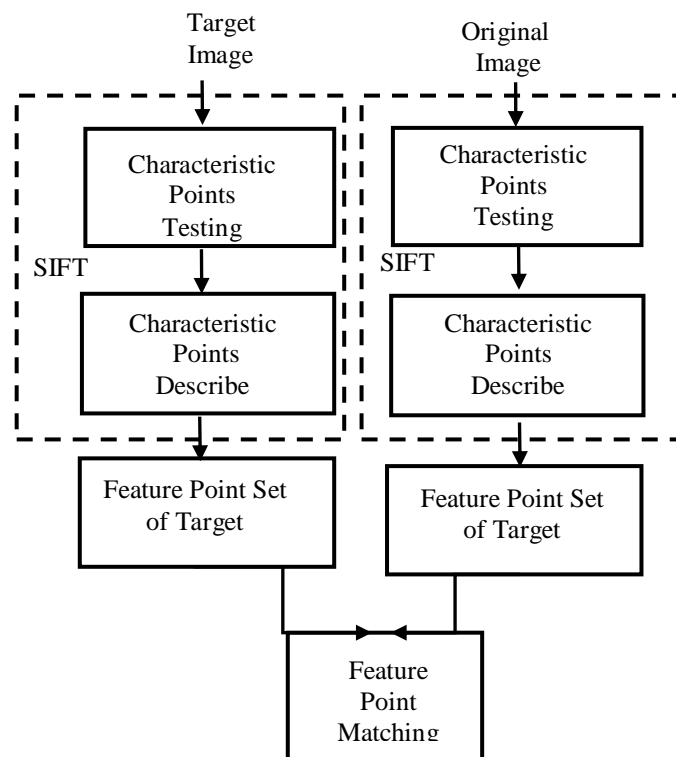 Target
Image
Characteristic
Points
Testing
SIFT
Characteristic
Points
Describe
Feature Point Set
of Target
Original
Image
Characteristic
Points
Testing
SIFT
Characteristic
Points
Describe
Feature Point Set
of Target
Feature
Point
Matching